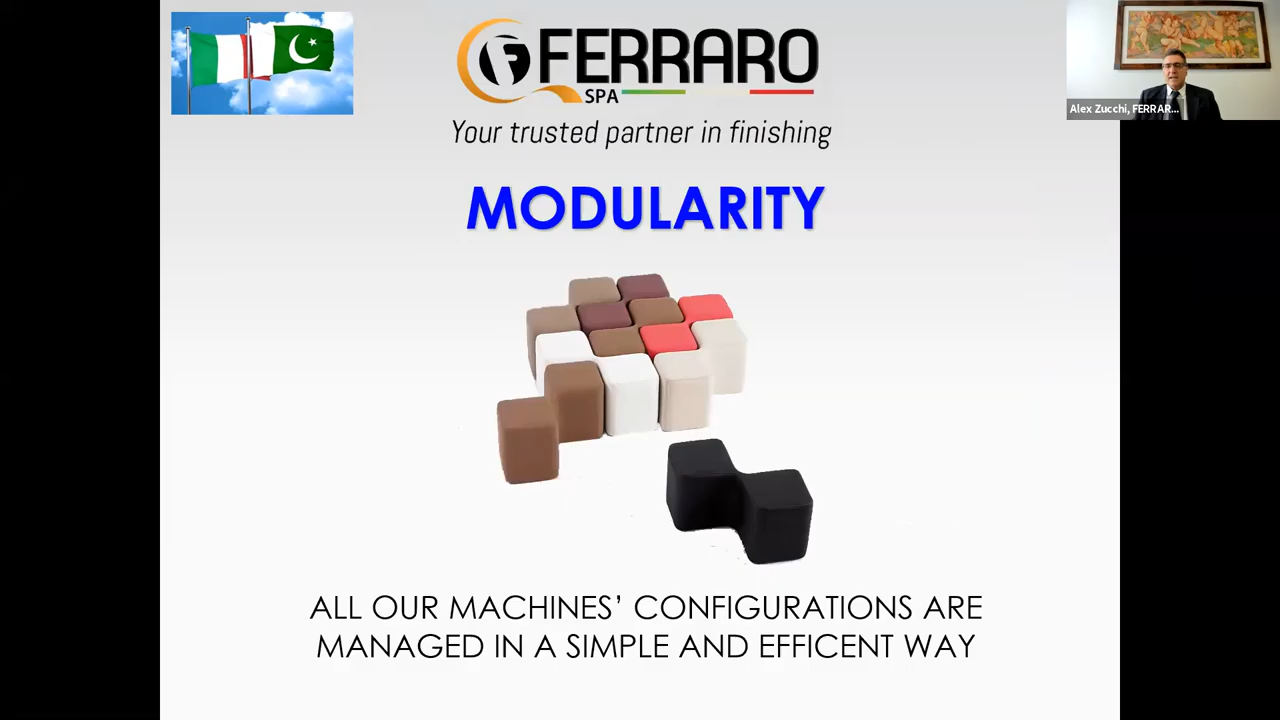 FERRARO
SPA
Your trusted partner in finishing
Alex Zucchi, FERRAR...
MODULARITY
ALL OUR MACHINES’ CONFIGURATIONS ARE
MANAGED IN A SIMPLE AND EFFICENT WAY